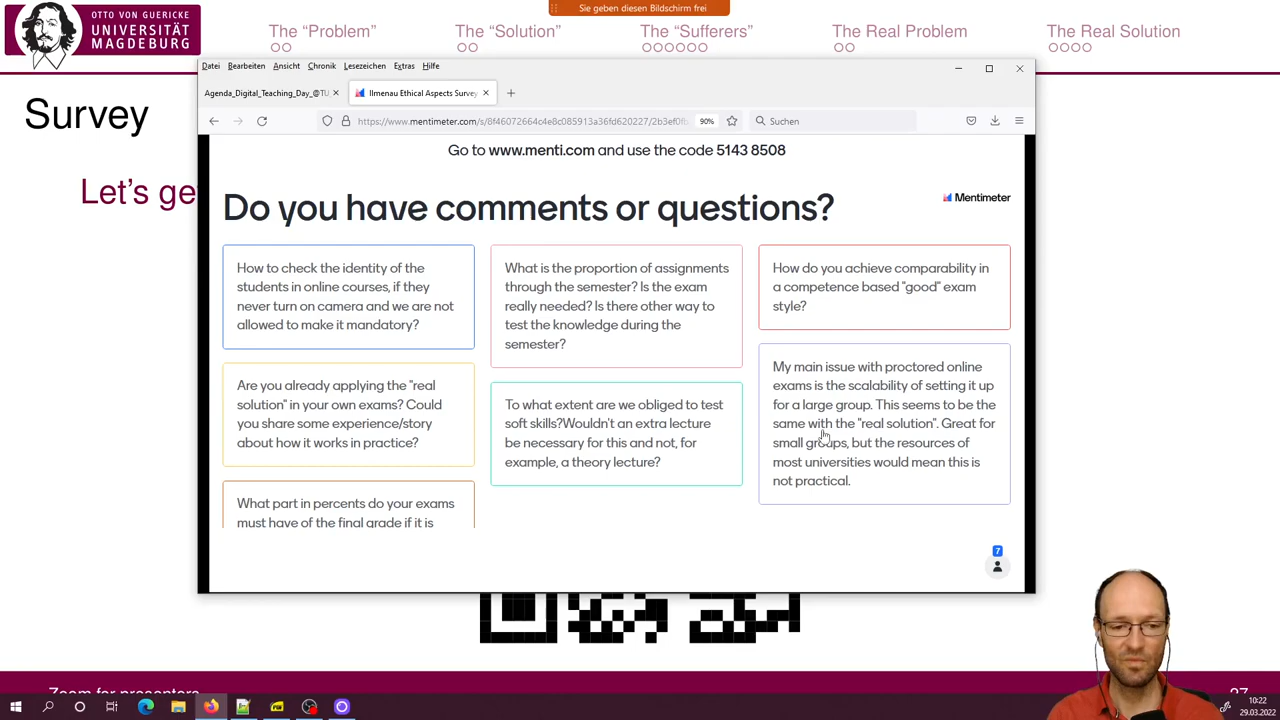 Sie geben diesen Bildschirm frei
OTTO VON GUERICKE
UNIVERSITÄT
MAGDEBURG
The “Problem”
The “Solution”
The “Sufferers”
The Real Problem
The Real Solution
Survey
Let’s ge
Datei Bearbeiten Ansicht Chronik Lesezeichen Extras Hilfe
Agenda_Digital_Teaching_Day_@TU
Ilmenau Ethical Aspects Survey
90%
Suchen
Go to www.menti.com and use the code 5143 8508
Do you have comments or questions?
Mentimeter
How to check the identity of the
students in online courses, if they
never turn on camera and we are not
allowed to make it mandatory?
Are you already applying the "real
solution" in your own exams? Could
you share some experience/story
about how it works in practice?
What part in percents do your exams
must have of the final grade if it is
What is the proportion of assignments
through the semester? Is the exam
really needed? Is there other way to
test the knowledge during the
semester?
To what extent are we obliged to test
soft skills?Wouldn't an extra lecture
be necessary for this and not, for
example, a theory lecture?
How do you achieve comparability in
a competence based "good" exam
style?
My main issue with proctored online
exams is the scalability of setting it up
for a large group. This seems to be the
same with the "real solution". Great for
small groups, but the resources of
most universities would mean this is
not practical.
7
Zoom for presenters
10:22
29.03.2022